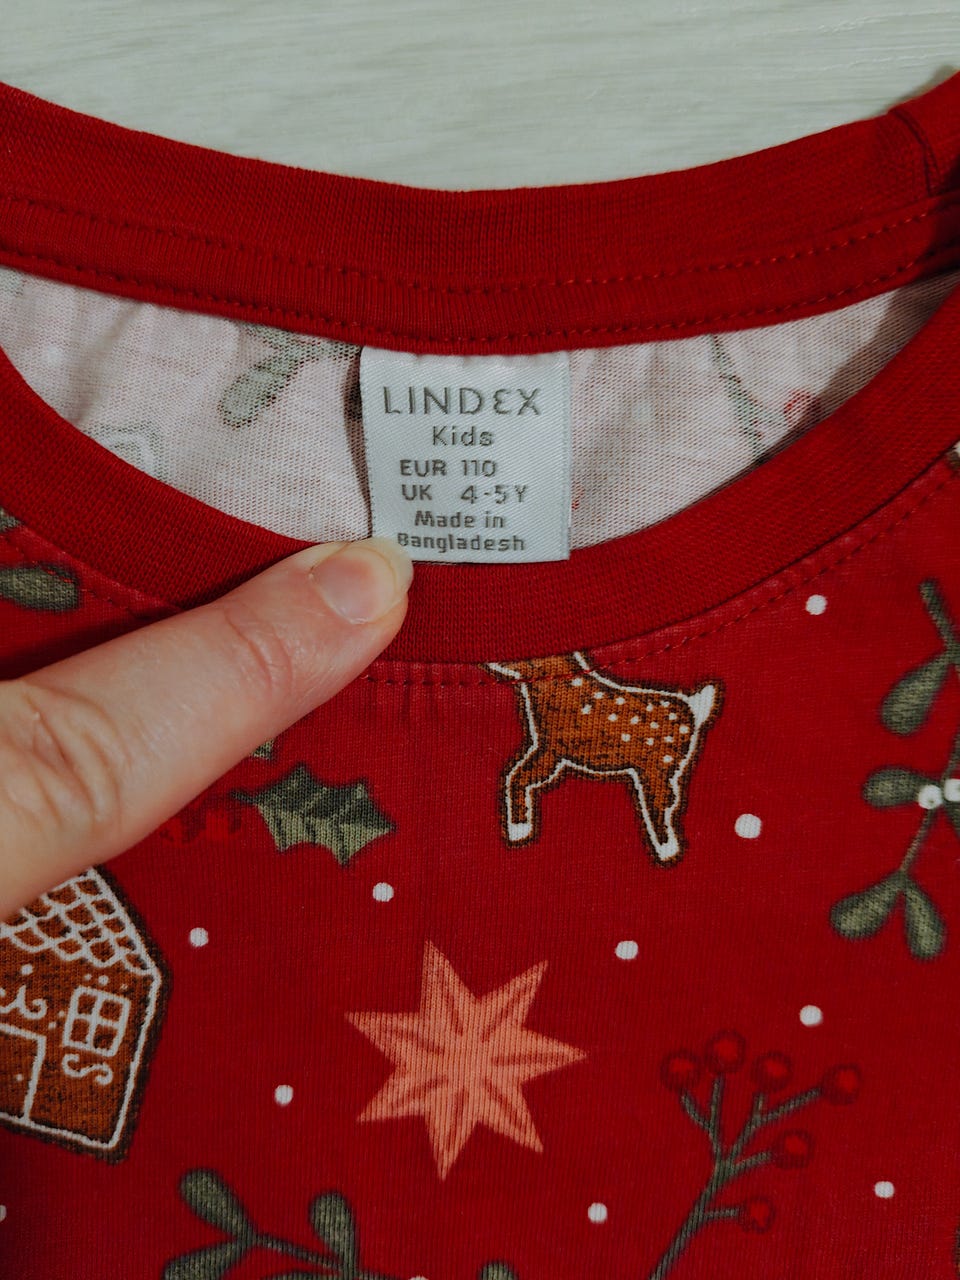 LINDEX
Kids
EUR 110
UK 4-5Y
Made in
Bangladesh